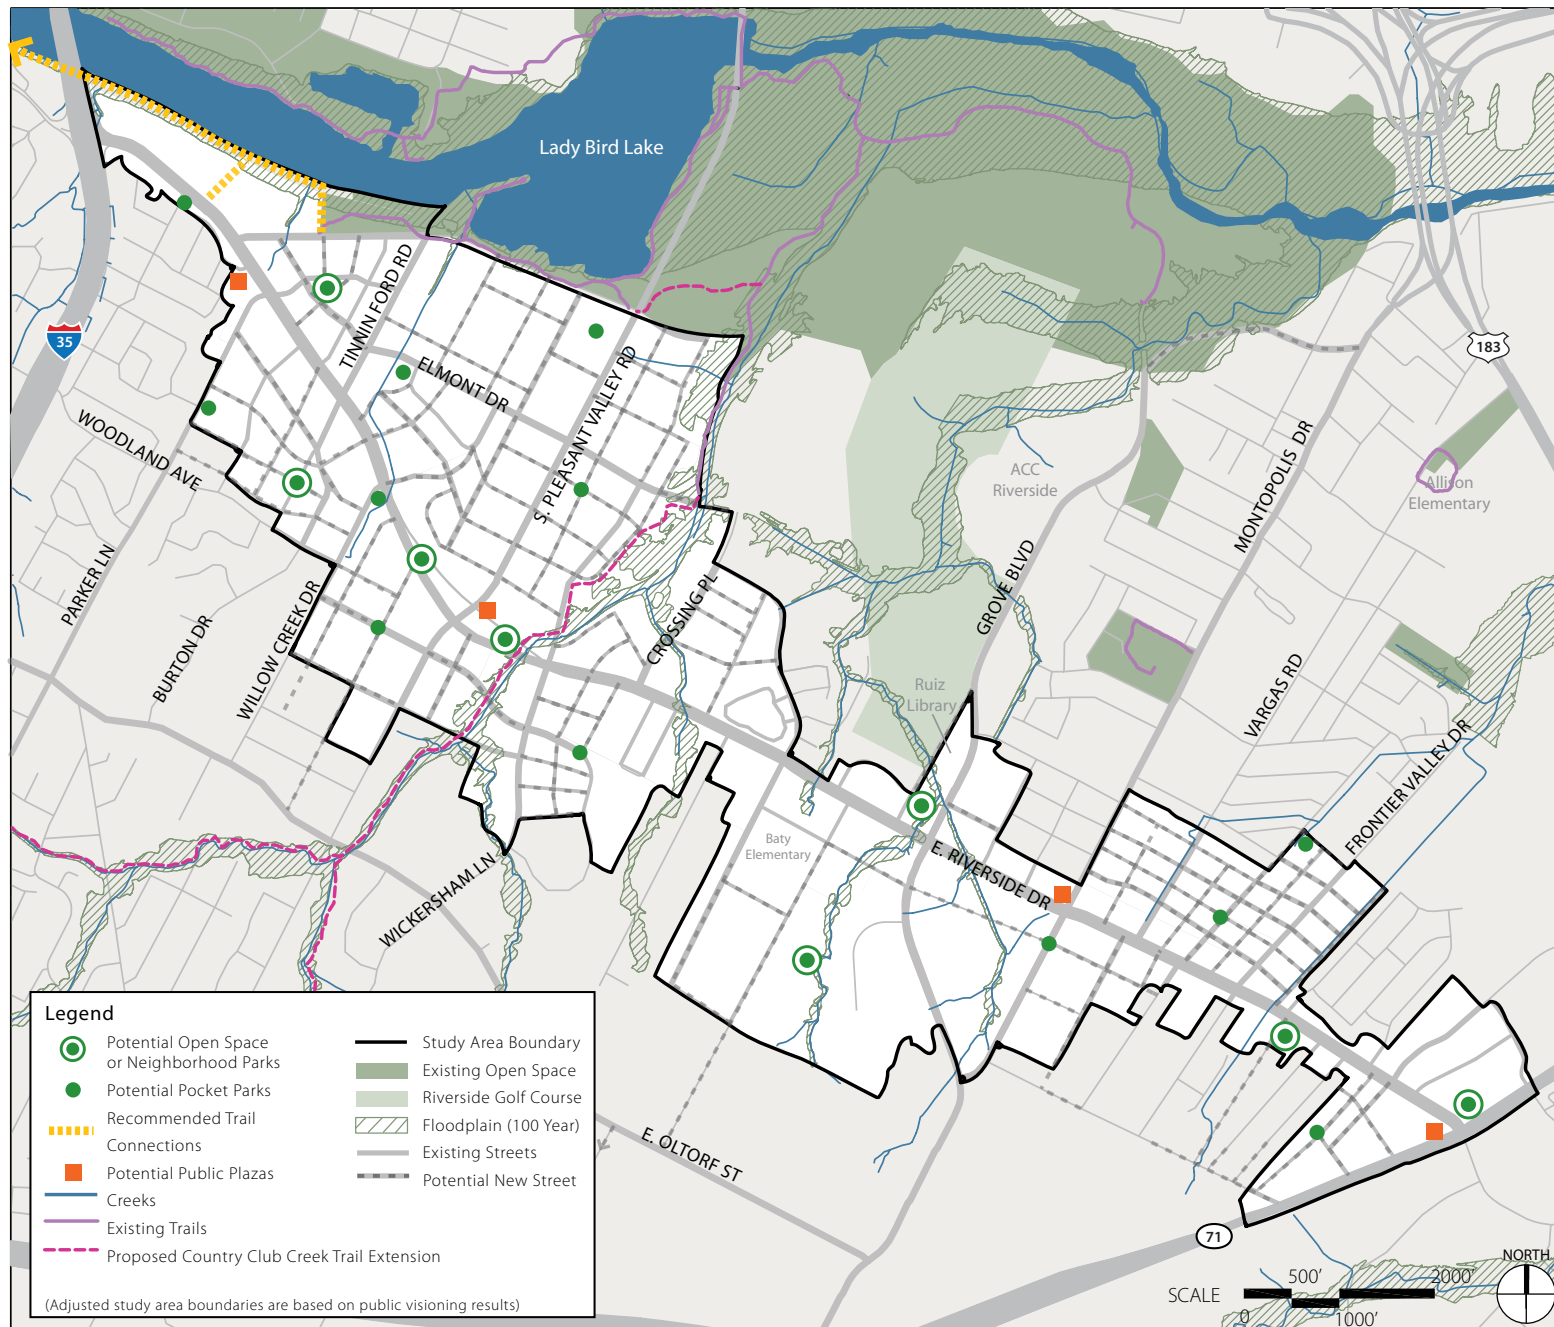 Lady Bird Lake
35
183
TINNIN FORD RD
ELMONT DR
S. PLEASANT VALLEY RD
WOODLAND AVE
PARKER LN
BURTON DR
WILLOW CREEK DR
CROSSING PL
WICKERSHAM LN
ACC
Riverside
GROVE BLVD
MONTOPOLIS DR
Allison
Elementary
Ruiz
Library
VARGAS RD
FRONTIER VALLEY DR
Baty
Elementary
E. RIVERSIDE DR
E. OLTORF ST
71
Legend
Potential Open Space
or Neighborhood Parks
Potential Pocket Parks
Recommended Trail
Connections
Potential Public Plazas
Creeks
Existing Trails
Proposed Country Club Creek Trail Extension
Study Area Boundary
Existing Open Space
Riverside Golf Course
Floodplain (100 Year)
Existing Streets
Potential New Street
(Adjusted study area boundaries are based on public visioning results)
NORTH
SCALE
500’ 2000’
0 1000’